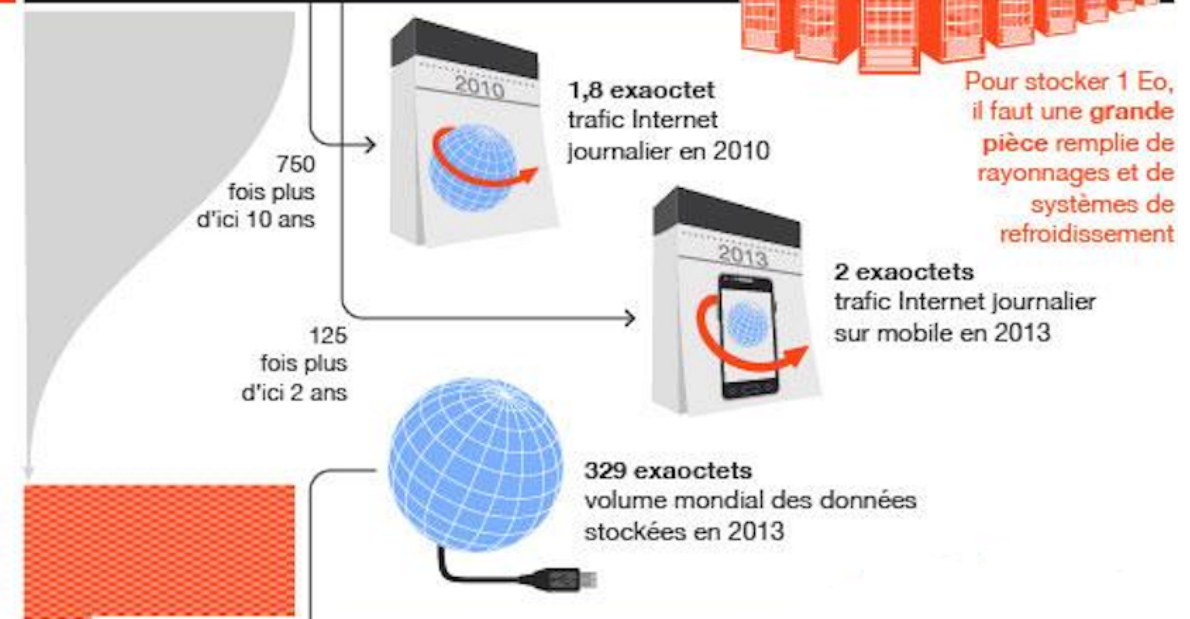 2010
1,8 exaoctet
trafic Internet
journalier en 2010
Pour stocker 1 Eo,
il faut une grande
pièce remplie de
rayonnages et de
systèmes de
refroidissement
750
fois plus
d'ici 10 ans
2013
2 exaoctets
trafic Internet journalier
sur mobile en 2013
125
fois plus
d'ici 2 ans
329 exaoctets
volume mondial des données
stockées en 2013